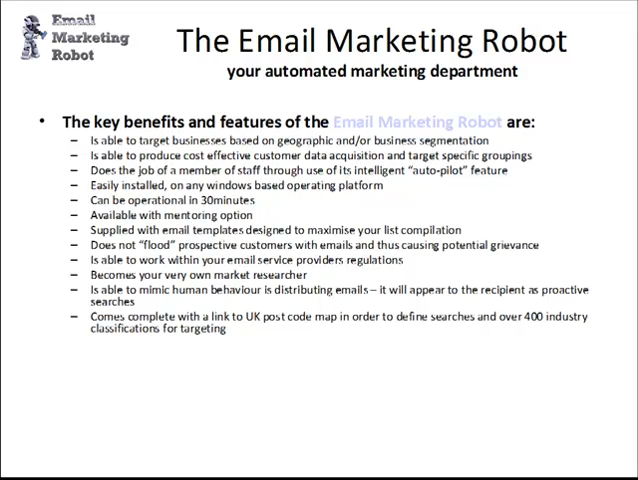 Email
Marketing
Robot
The Email Marketing Robot
your automated marketing department
• The key benefits and features of the Email Marketing Robot are:
– Is able to target businesses based on geographic and/or business segmentation
– Is able to produce cost effective customer data acquisition and target specific groupings
– Does the job of a member of staff through use of its intelligent “auto-pilot” feature
– Easily installed, on any windows based operating platform
– Can be operational in 30minutes
– Available with mentoring option
– Supplied with email templates designed to maximise your list compilation
– Does not “flood” prospective customers with emails and thus causing potential grievance
– Is able to work within your email service providers regulations
– Becomes your very own market researcher
– Is able to mimic human behaviour is distributing emails – it will appear to the recipient as proactive
searches
– Comes complete with a link to UK post code map in order to define searches and over 400 industry
classifications for targeting